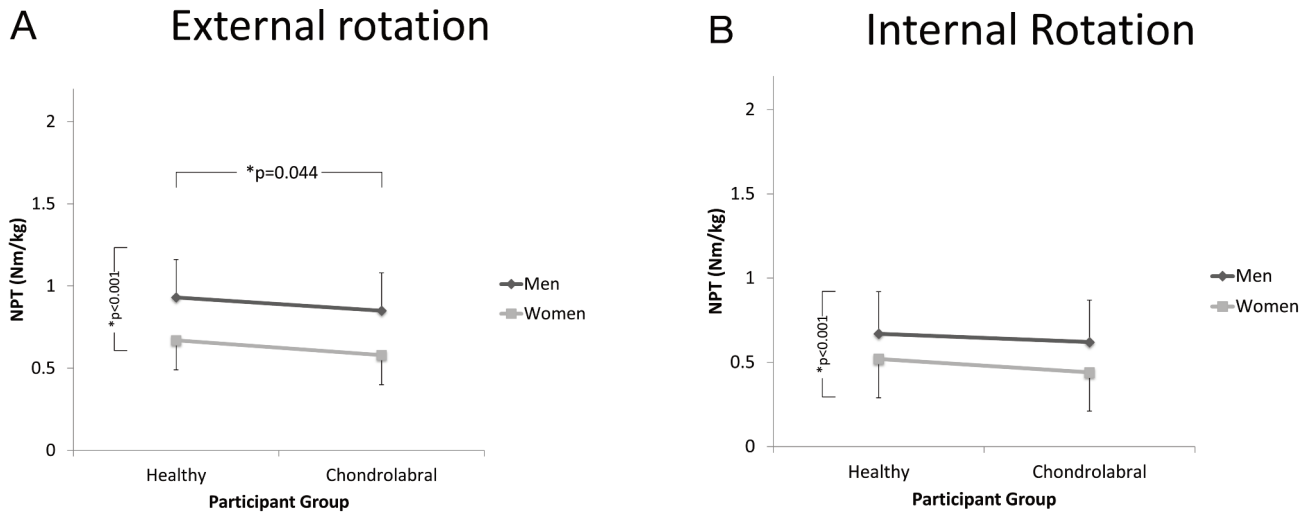 A External rotation
2
*p=0.044
1.5
*p<0.001
NPT (Nm/kg)
1
Men
Women
0.5
0
Healthy Chondrolabral
Participant Group
B Internal Rotation
2
1.5
NPT (Nm/kg)
1
*p<0.001
Men
Women
0.5
0
Healthy Chondrolabral
Participant Group